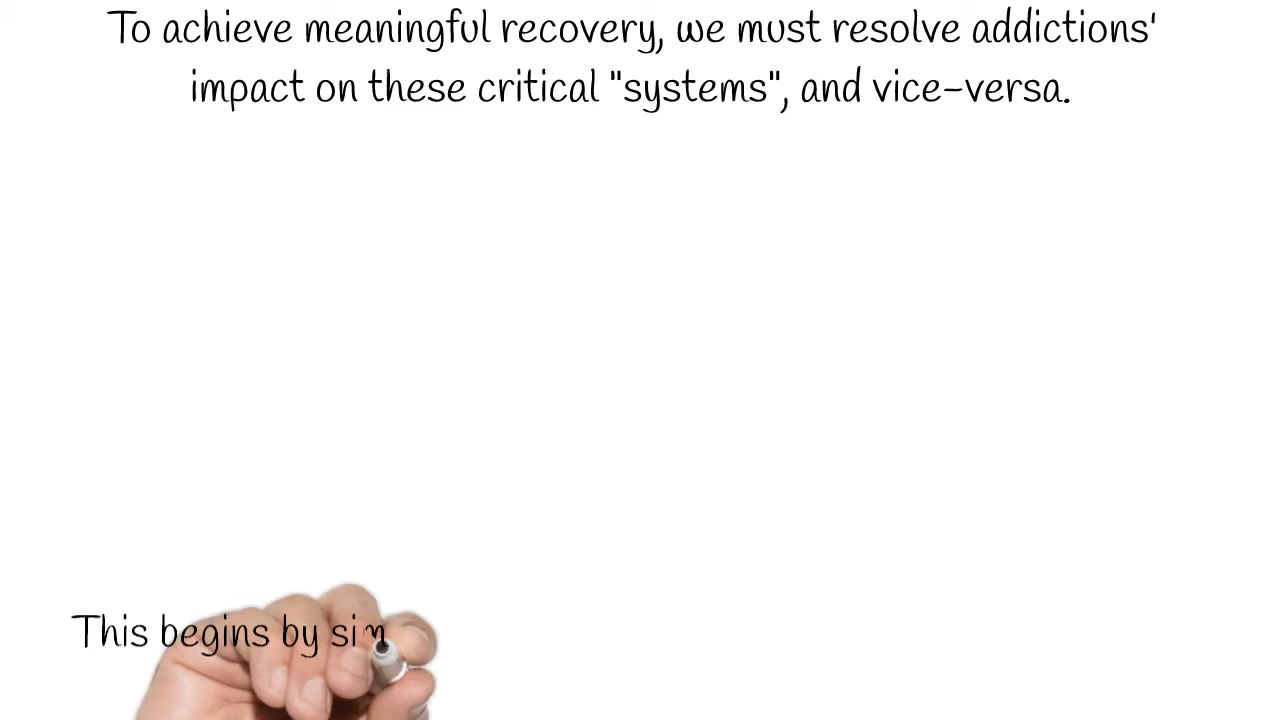 To achieve meaningful recovery, we must resolve addictions'
impact on these critical "systems", and vice-versa.
This begins by